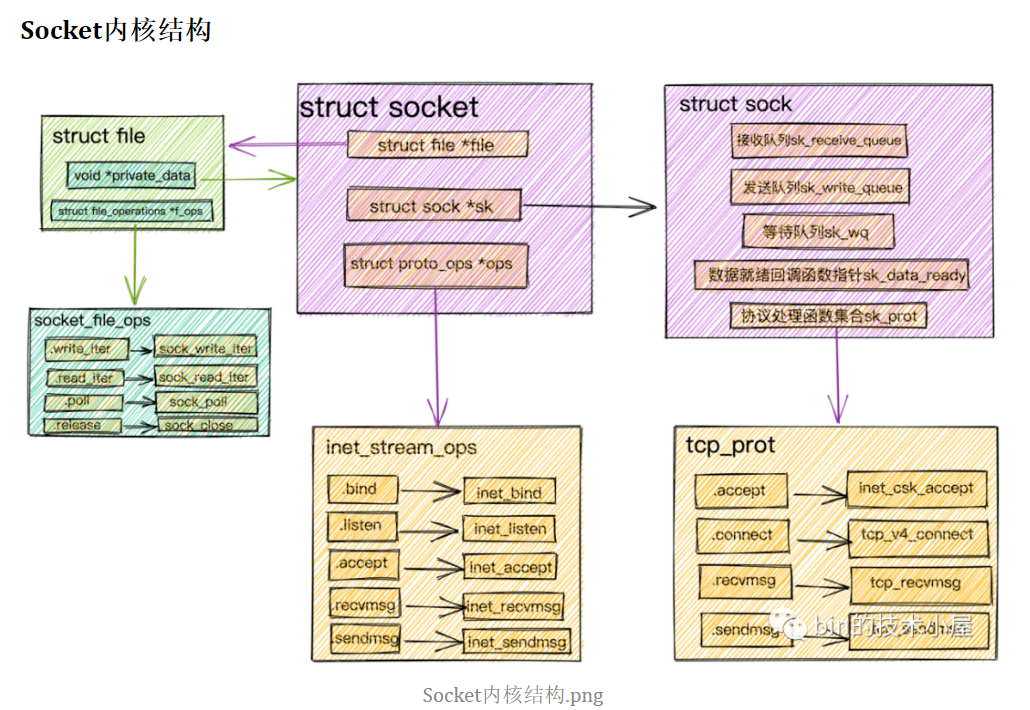 Socket内核结构
struct file
void *private_data
struct file_operations *f_ops
struct socket
struct file *file
struct sock *sk
struct proto_ops *ops
struct sock
接收队列sk_receive_queue
发送队列sk_write_queue
等待队列sk_wq
数据就绪回调函数指针sk_data_ready
协议处理函数集合sk_prot
socket_file_ops
.write_iter
sock_write_iter
.read_iter
sock_read_iter
.poll
sock_poll
.release
sock_close
inet_stream_ops
.bind
inet_bind
.listen
inet_listen
.accept
inet_accept
.recvmsg
inet_recvmsg
.sendmsg
inet_sendmsg
tcp_prot
.accept
inet_csk_accept
.connect
tcp_v4_connect
.recvmsg
tcp_recvmsg
.sendmsg
bin的技术小屋
Socket内核结构.png